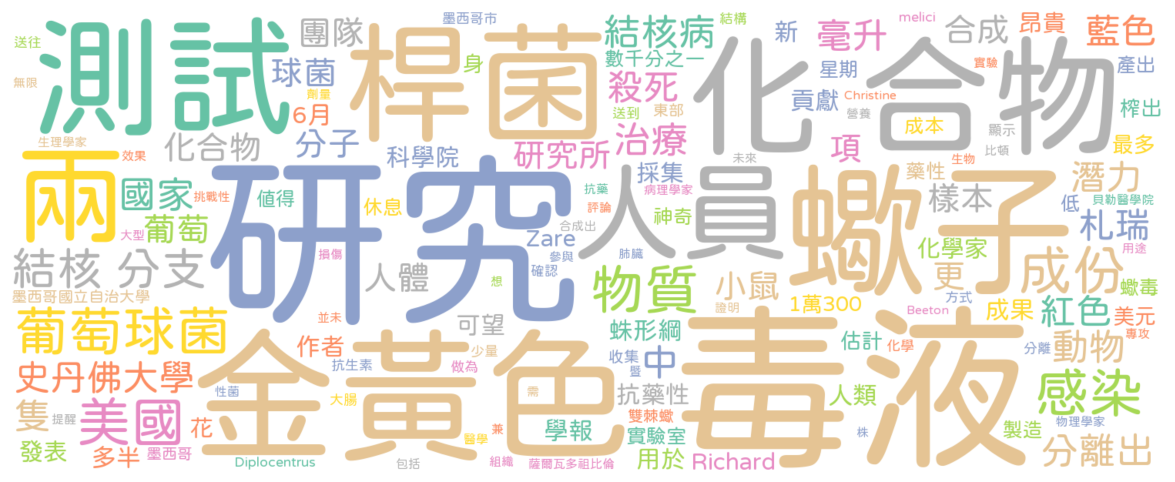 墨西哥市
melici
結構
送往
團隊
結核病
新
毫升
合成
昂貴
藍色
測試
桿菌
化合物
數千分之一
身
球菌
星期
實驗
產出
無限
劑量
殺死
貢獻
Christine
6月
送到
東部
營養
榨出
生理學家
化合物
分子
治療
成本
顯示
最多
效果
科學院
研究所
項
比頓
生物
未來
兩
國家
挑戰性
值得
研究
抗藥
病理學家
採集
人員
蠍子
藥性
潛力
休息
評論
神奇
樣本
低
貝勒醫學院
葡萄
合成出
札瑞
大型
Zare
化學家
用途
結核
分支
損傷
參與
確認
肺臟
更
成份
人體
想
物質
小鼠
方式
蠍毒
墨西哥國立自治大學
證明
1萬300
Beeton
成果
紅色
美元
葡萄球菌
並未
可望
蛛形綱
毒液
專攻
作者
金黃色
少量
收集
暨
中
估計
化學
分離
動物
史丹佛大學
抗生素
做為
抗藥性
人類
感染
隻
美國
性菌
大腸
需
提醒
花
兼
學報
雙棘蠍
實驗室
株
物理學家
製造
發表
多半
墨西哥
醫學
Diplocentrus
包括
組織
薩爾瓦多祖比倫
用於
Richard
分離出